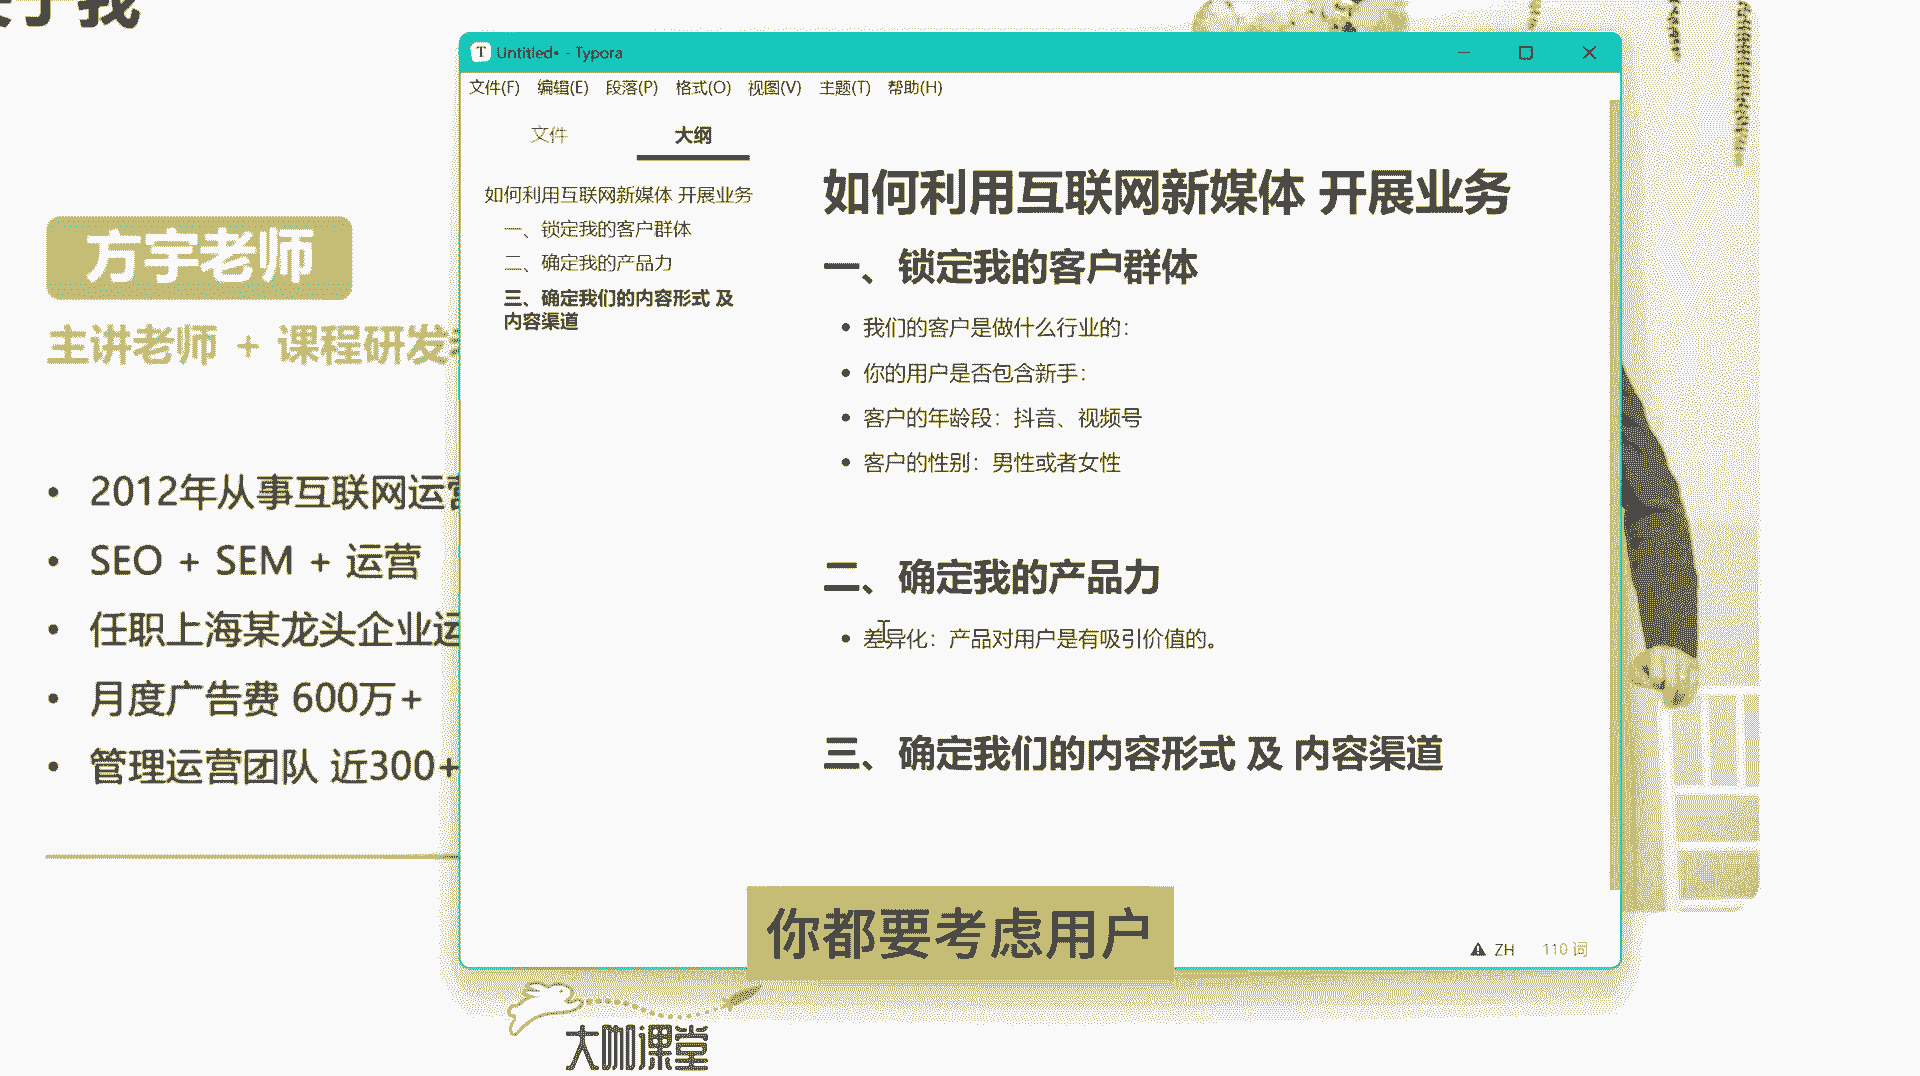 于我
方宇老师
主讲老师 + 课程研发
2012年从事互联网运营
SEO + SEM + 运营
任职上海某龙头企业运
月度广告费 600万+
管理运营团队 近300+
Untitled• - Typora
文件(F) 编辑(E) 段落(P) 格式(O) 视图(V) 主题(T) 帮助(H)
文件 大纲
如何利用互联网新媒体 开展业务
一、锁定我的客户群体
二、确定我的产品力
三、确定我们的内容形式 及
内容渠道
如何利用互联网新媒体 开展业务
一、锁定我的客户群体
我们的客户是做什么行业的：
你的用户是否包含新手：
客户的年龄段：抖音、视频号
客户的性别：男性或者女性
二、确定我的产品力
差异化：产品对用户是有吸引价值的。
三、确定我们的内容形式 及 内容渠道
ZH 110 词
你都要考虑用户
大咖课堂